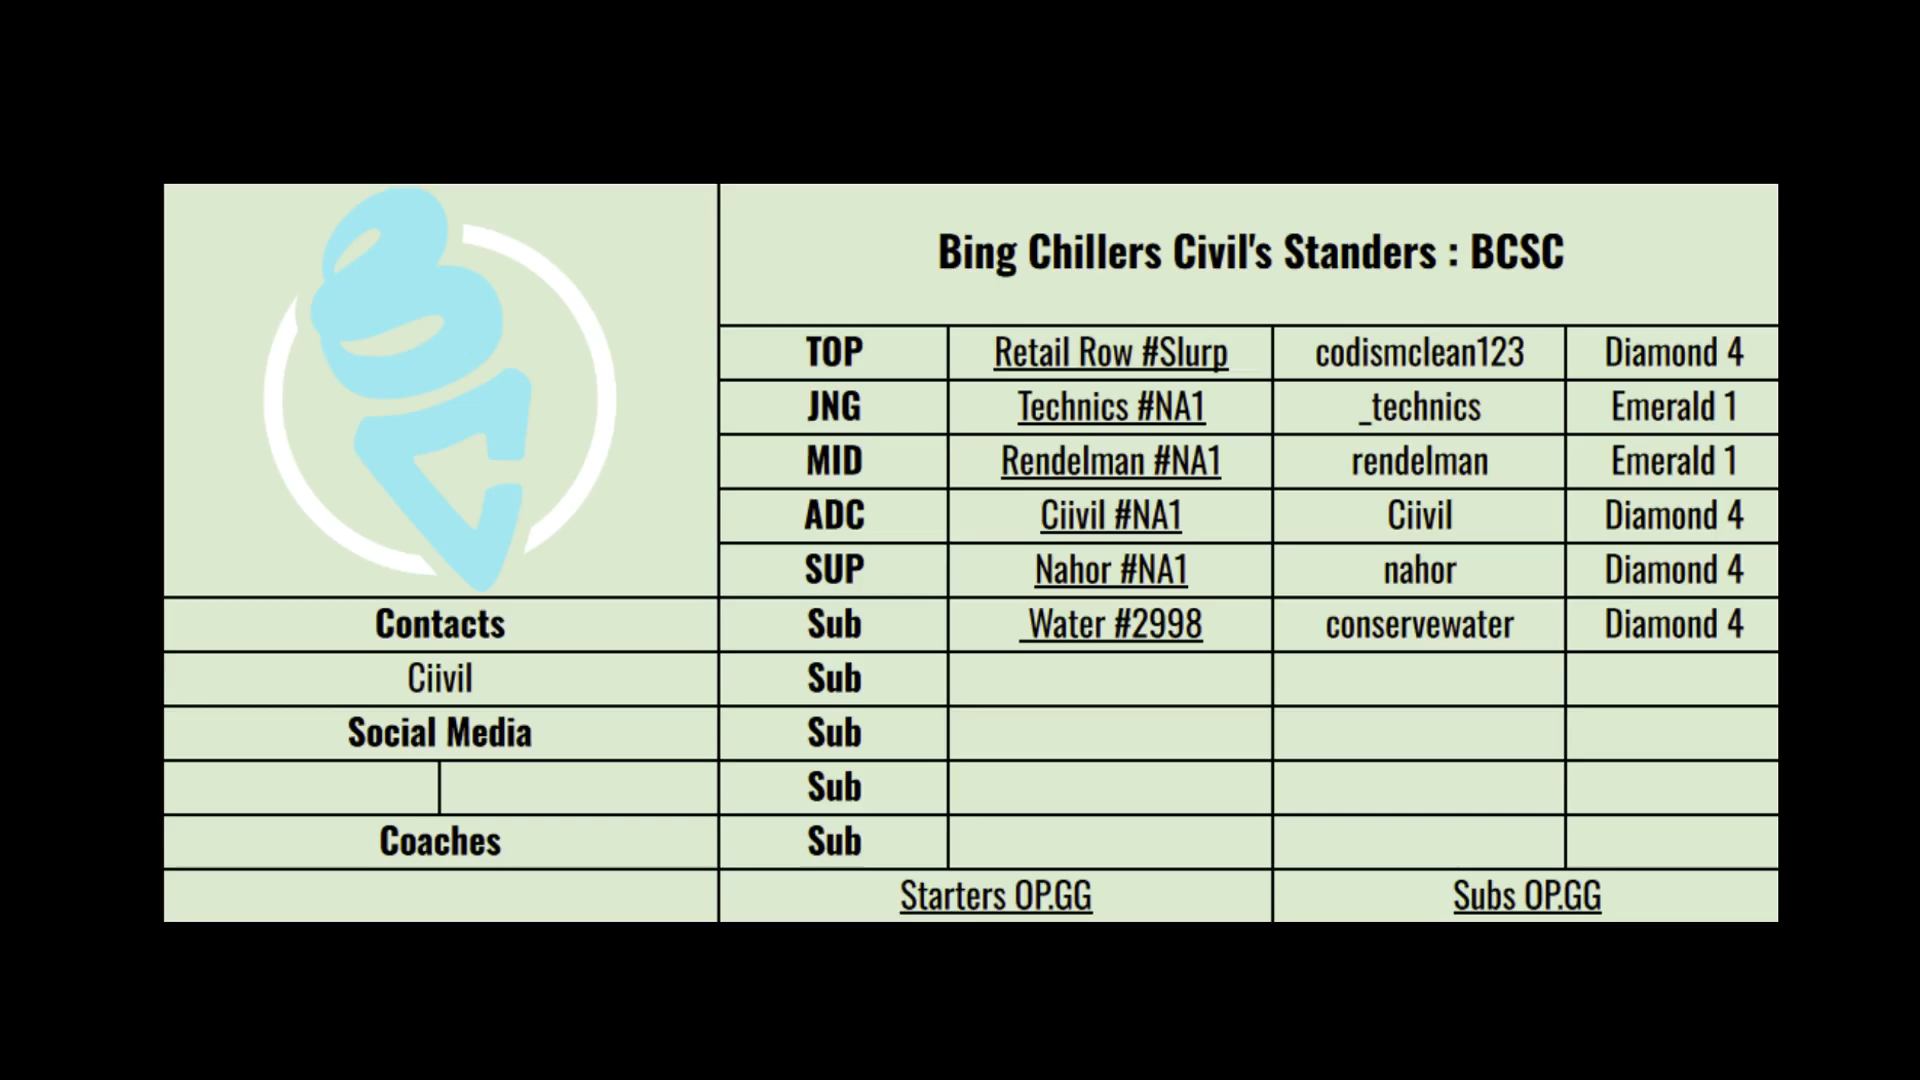 Bing Chillers Civil's Standers : BCSC
TOP Retail Row #Slurp codismclean123 Diamond 4
JNG Technics #NA1 _technics Emerald 1
MID Rendelman #NA1 rendelman Emerald 1
ADC Ciivil #NA1 Ciivil Diamond 4
SUP Nahor #NA1 nahor Diamond 4
Contacts Sub Water #2998 conservewater Diamond 4
Ciivil Sub
Social Media Sub
Sub
Coaches Sub
Starters OP.GG Subs OP.GG